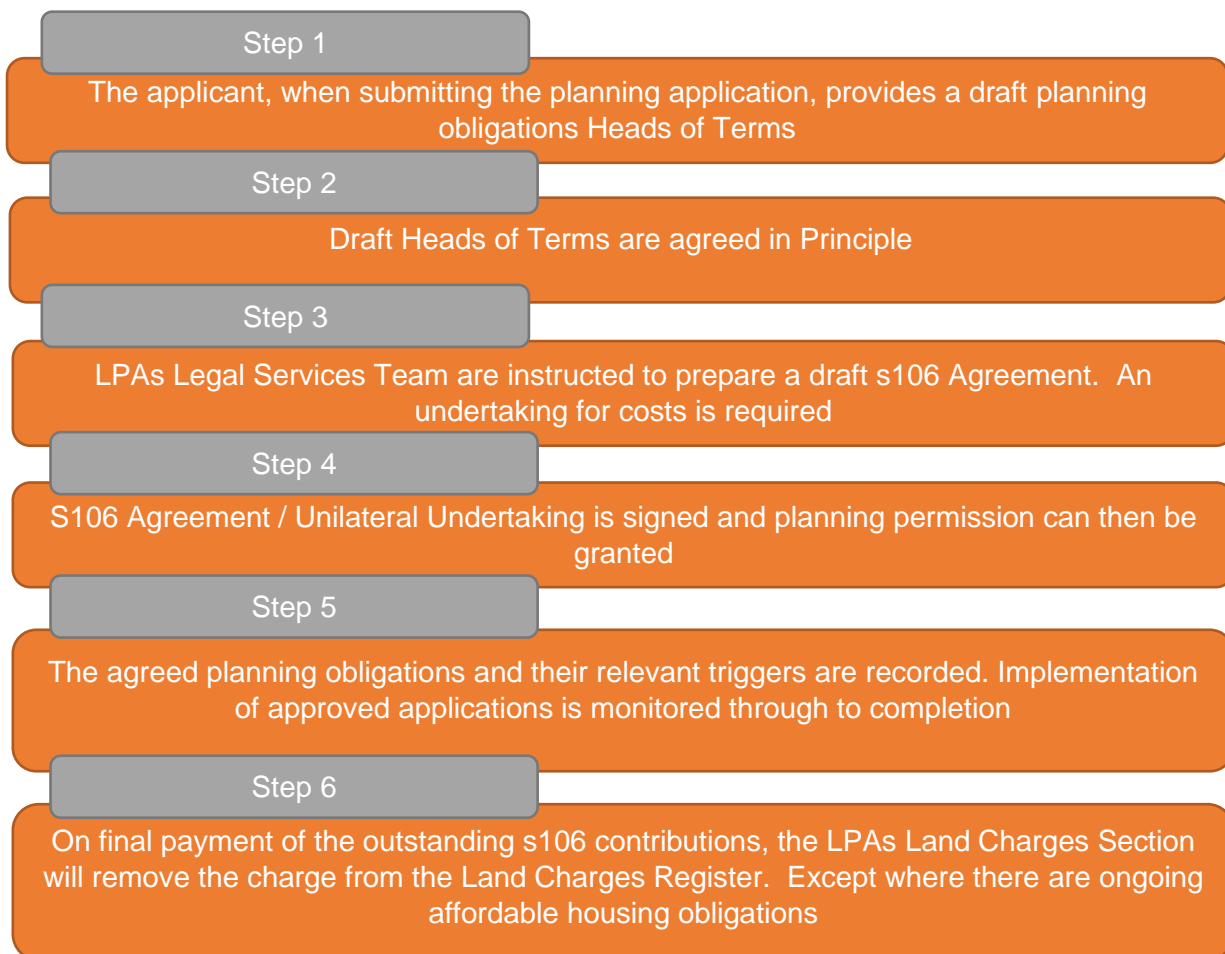 Step 1
The applicant, when submitting the planning application, provides a draft planning
obligations Heads of Terms
Step 2
Draft Heads of Terms are agreed in Principle
Step 3
LPAs Legal Services Team are instructed to prepare a draft s106 Agreement.  An
undertaking for costs is required
Step 4
S106 Agreement / Unilateral Undertaking is signed and planning permission can then be
granted
Step 5
The agreed planning obligations and their relevant triggers are recorded. Implementation
of approved applications is monitored through to completion
Step 6
On final payment of the outstanding s106 contributions, the LPAs Land Charges Section
will remove the charge from the Land Charges Register.  Except where there are ongoing
affordable housing obligations